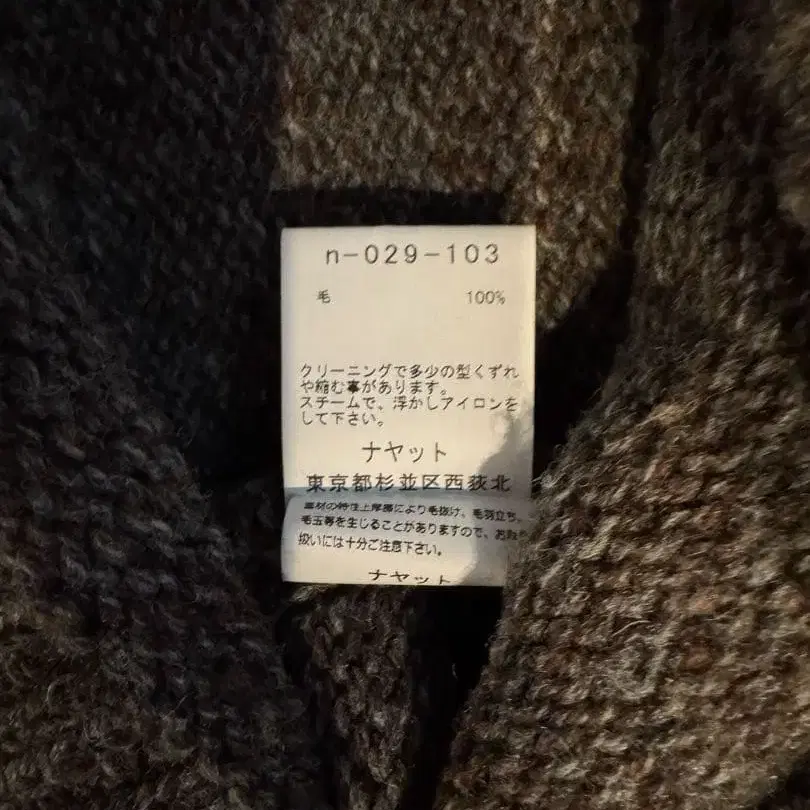 n-029-103
毛 100%
クリーニングで多少の型くずれ
や縮む事があります。
スチームで、浮かしアイロンを
して下さい。
ナヤット
東京都杉並区西荻北
素材の特性上摩擦により毛抜け、毛羽立ち、
毛玉等を生じることがありますので、お取
扱いには十分ご注意下さい。
ナヤット